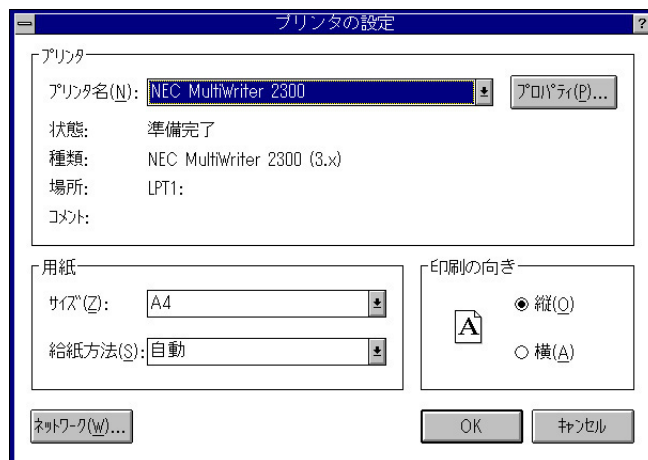 プリンタの設定
?
プリンタ
プリンタ名(N): NEC MultiWriter 2300 プロパティ(P)...
状態: 準備完了
種類: NEC MultiWriter 2300 (3.x)
場所: LPT1:
コメント:
用紙
サイズ(Z): A4
給紙方法(S): 自動
印刷の向き
A
縦(O)
横(A)
ネットワーク(W)... OK キャンセル